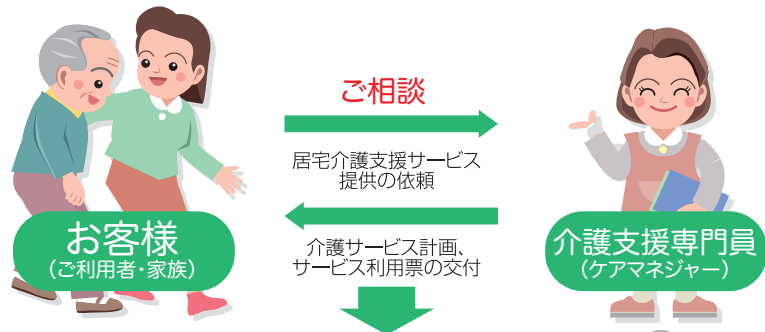 ご相談
居宅介護支援サービス
提供の依頼
お客様
（ご利用者・家族）
介護サービス計画、
サービス利用票の交付
介護支援専門員
（ケアマネジャー）